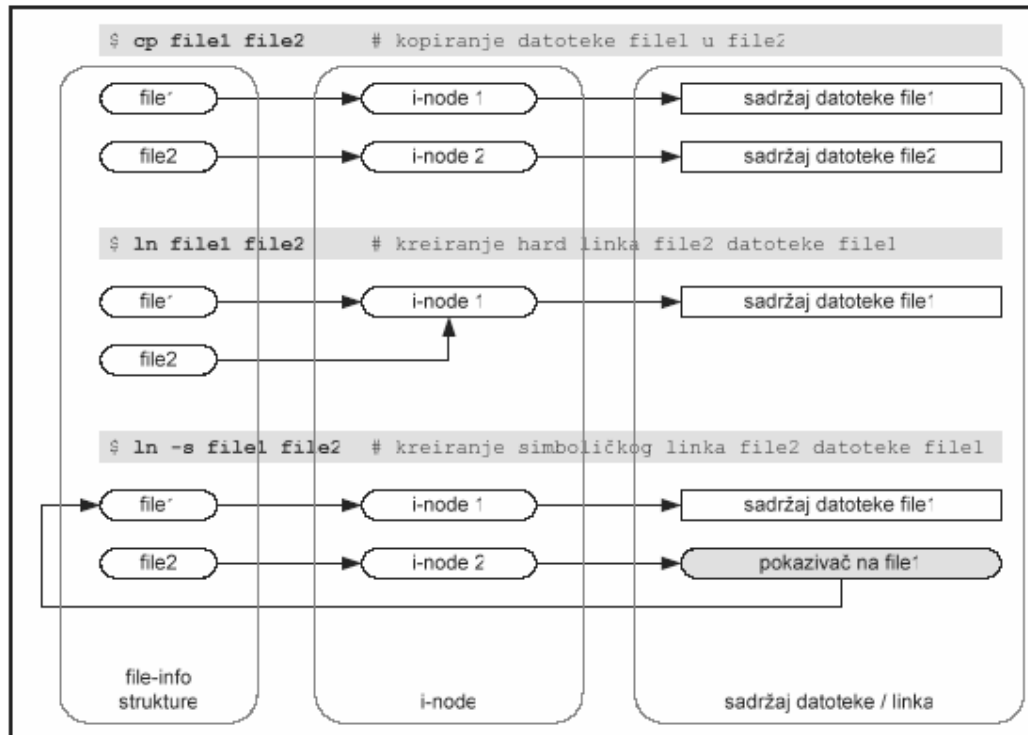 $ cp file1 file2 # kopiranje datoteke file1 u file2
file1 i-node 1 sadržaj datoteke file1
file2 i-node 2 sadržaj datoteke file2
$ ln file1 file2 # kreiranje hard linka file2 datoteke file1
file1 i-node 1 sadržaj datoteke file1
file2
$ ln -s file1 file2 # kreiranje simboličkog linka file2 datoteke file1
file1 i-node 1 sadržaj datoteke file1
file2 i-node 2 pokazivač na file1
file-info
strukture i-node sadržaj datoteke / linka